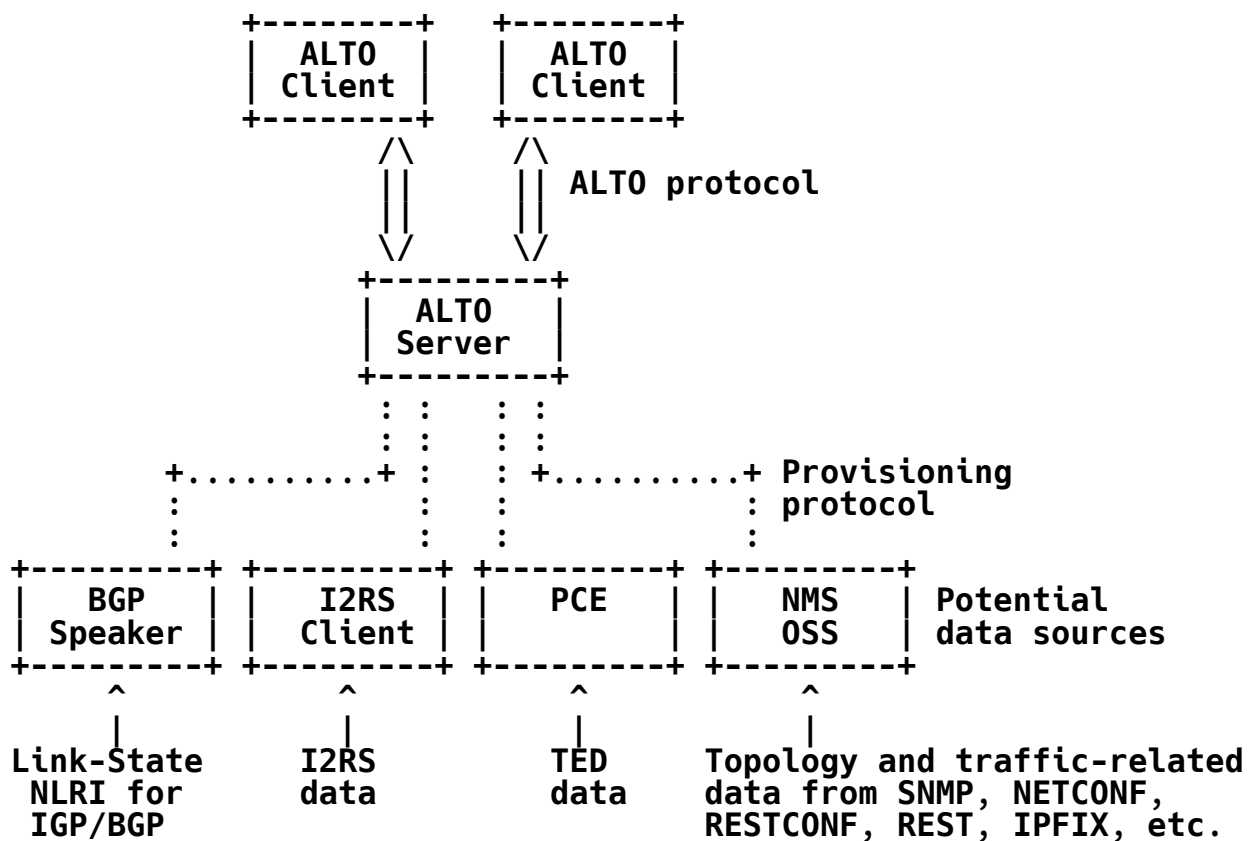 ALTO ALTO
Client Client
ALTO protocol
ALTO
Server
Provisioning
protocol
BGP I2RS PCE NMS Potential
Speaker Client OSS data sources
Link-State I2RS TED Topology and traffic-related
NLRI for data data data from SNMP, NETCONF,
IGP/BGP RESTCONF, REST, IPFIX, etc.